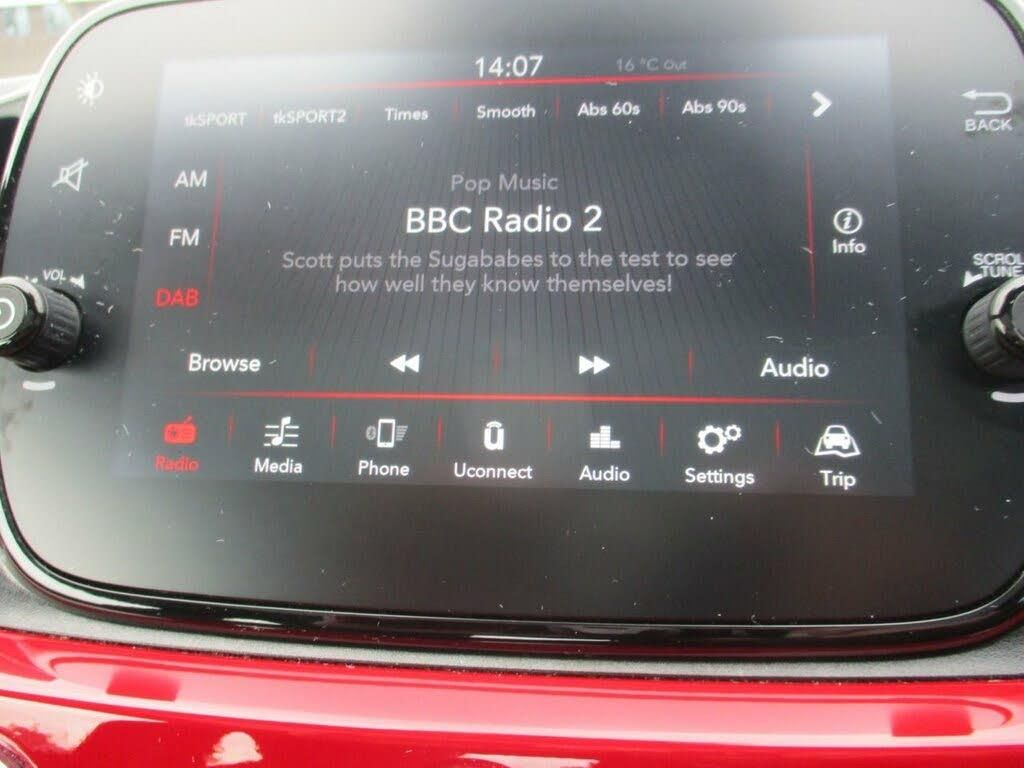 14:07 16 °C Out
tkSPORT tkSPORT2 Times Smooth Abs 60s Abs 90s
BACK
AM
FM
DAB
Pop Music
BBC Radio 2
Scott puts the Sugababes to the test to see
how well they know themselves!
Info
VOL
SCROLL
TUNE
Browse Audio
Radio Media Phone Uconnect Audio Settings Trip